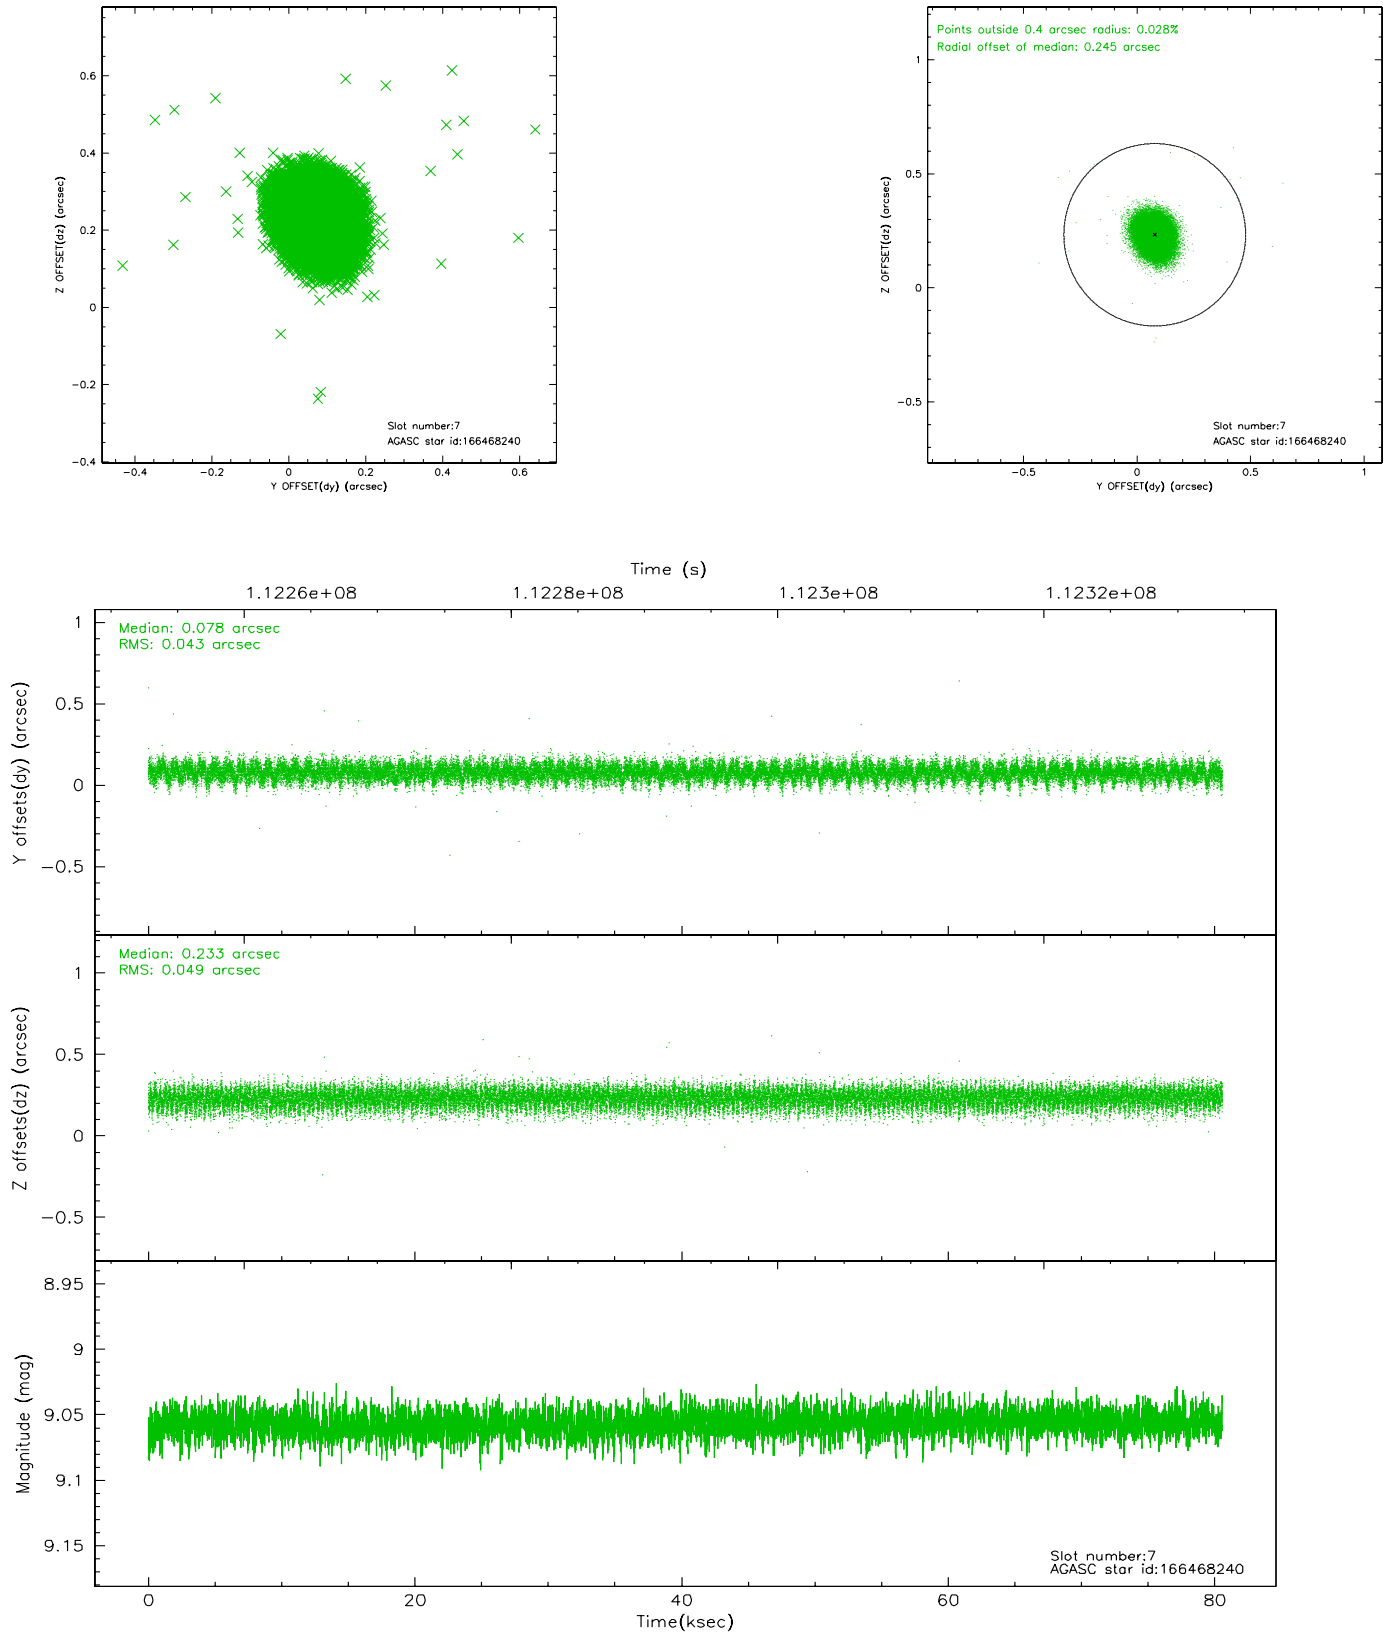 0.6
0.4
0.2
0
−0.2
−0.4
Z OFFSET(dz) (arcsec)
Slot number:7
AGASC star id:166468240
−0.4 −0.2 0 0.2 0.4 0.6
Y OFFSET(dy) (arcsec)
Points outside 0.4 arcsec radius: 0.028%
Radial offset of median: 0.245 arcsec
1
0.5
0
−0.5
Z OFFSET(dz) (arcsec)
Slot number:7
AGASC star id:166468240
−0.5 0 0.5 1
Y OFFSET(dy) (arcsec)
Time (s)
1.1226e+08 1.1228e+08 1.123e+08 1.1232e+08
Median: 0.078 arcsec
RMS: 0.043 arcsec
1
0.5
0
−0.5
Y offsets(dy) (arcsec)
Median: 0.233 arcsec
RMS: 0.049 arcsec
1
0.5
0
−0.5
Z offsets(dz) (arcsec)
8.95
9
9.05
9.1
9.15
Magnitude (mag)
Slot number:7
AGASC star id:166468240
0 20 40 60 80
Time(ksec)